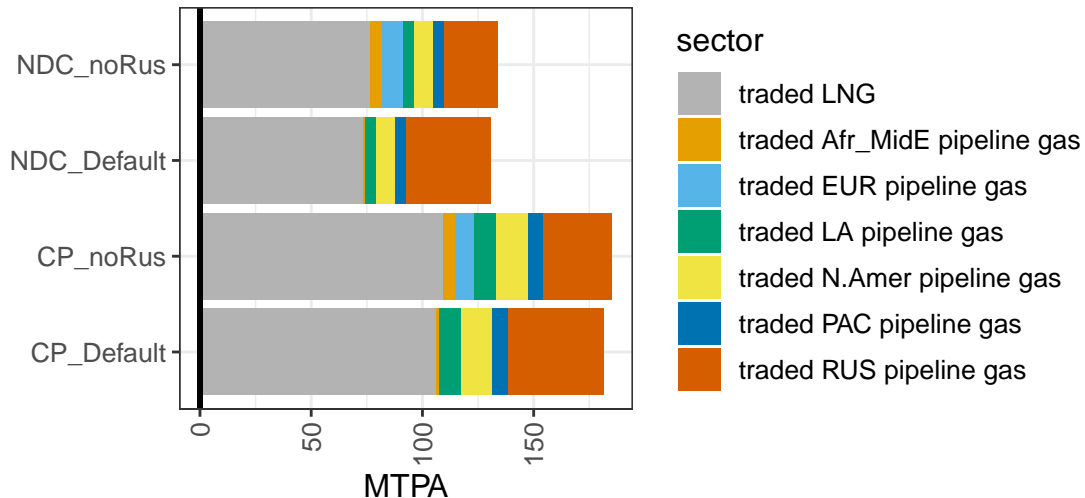 NDC_noRus
NDC_Default
CP_noRus
CP_Default
0
50
100
150
MTPA
sector
traded LNG
traded Afr_MidE pipeline gas
traded EUR pipeline gas
traded LA pipeline gas
traded N.Amer pipeline gas
traded PAC pipeline gas
traded RUS pipeline gas